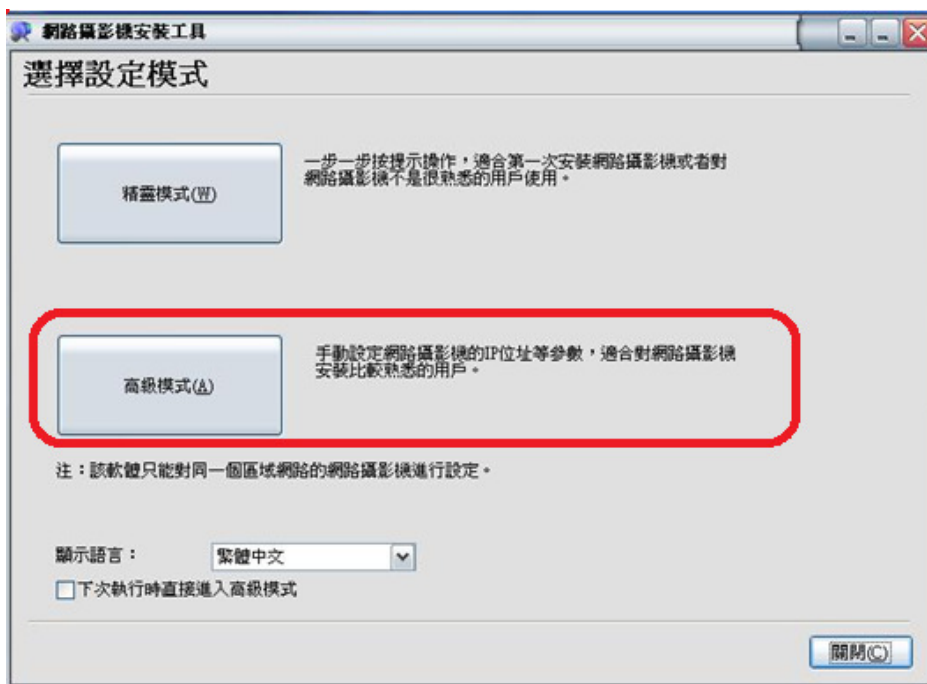 網路攝影機安裝工具
選擇設定模式
精靈模式(W)
一步一步按提示操作，適合第一次安裝網路攝影機或者對
網路攝影機不是很熟悉的用戶使用。
高級模式(A)
手動設定網路攝影機的IP位址等參數，適合對網路攝影機
安裝比較熟悉的用戶。
注：該軟體只能對同一個區域網路的網路攝影機進行設定。
顯示語言：
繁體中文
下次執行時直接進入高級模式
關閉(C)